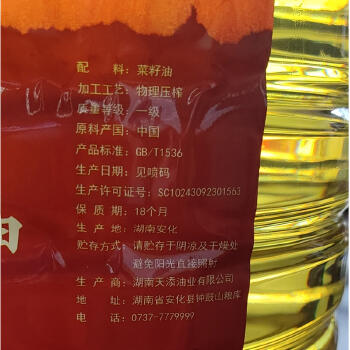 配料：菜籽油
加工工艺：物理压榨
质量等级：一级
原料产国：中国
产品标准：GB/T1536
生产日期：见喷码
生产许可证号：SC10243092301563
保质期：18个月
生产地：湖南安化
贮存方式：请贮存于阴凉及干燥处
避免阳光直接照射
生产商：湖南天添油业有限公司
地址：湖南省安化县钟鼓山粮库
电话：0737-7779999